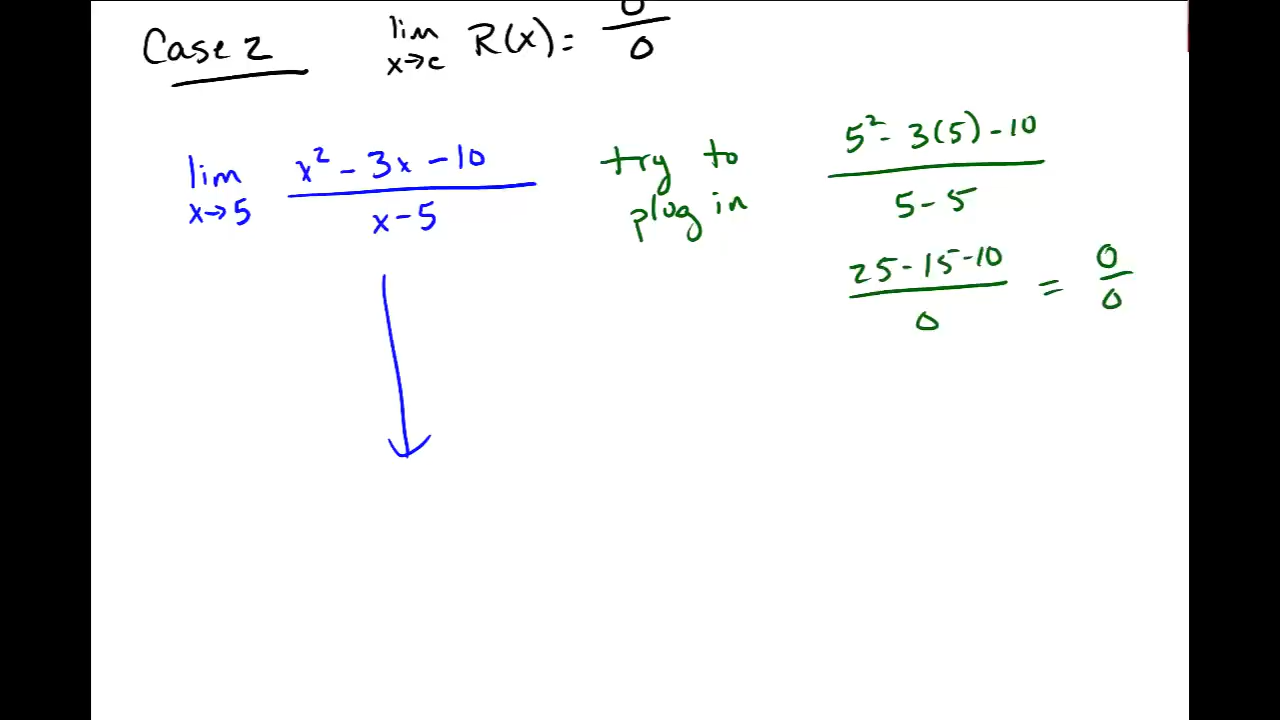 Case 2 lim x→c R(x) = 0/0
lim x→5 (x² - 3x - 10)/(x - 5)
try to
plug in
(5² - 3(5) - 10)/(5 - 5)
(25 - 15 - 10)/0 = 0/0